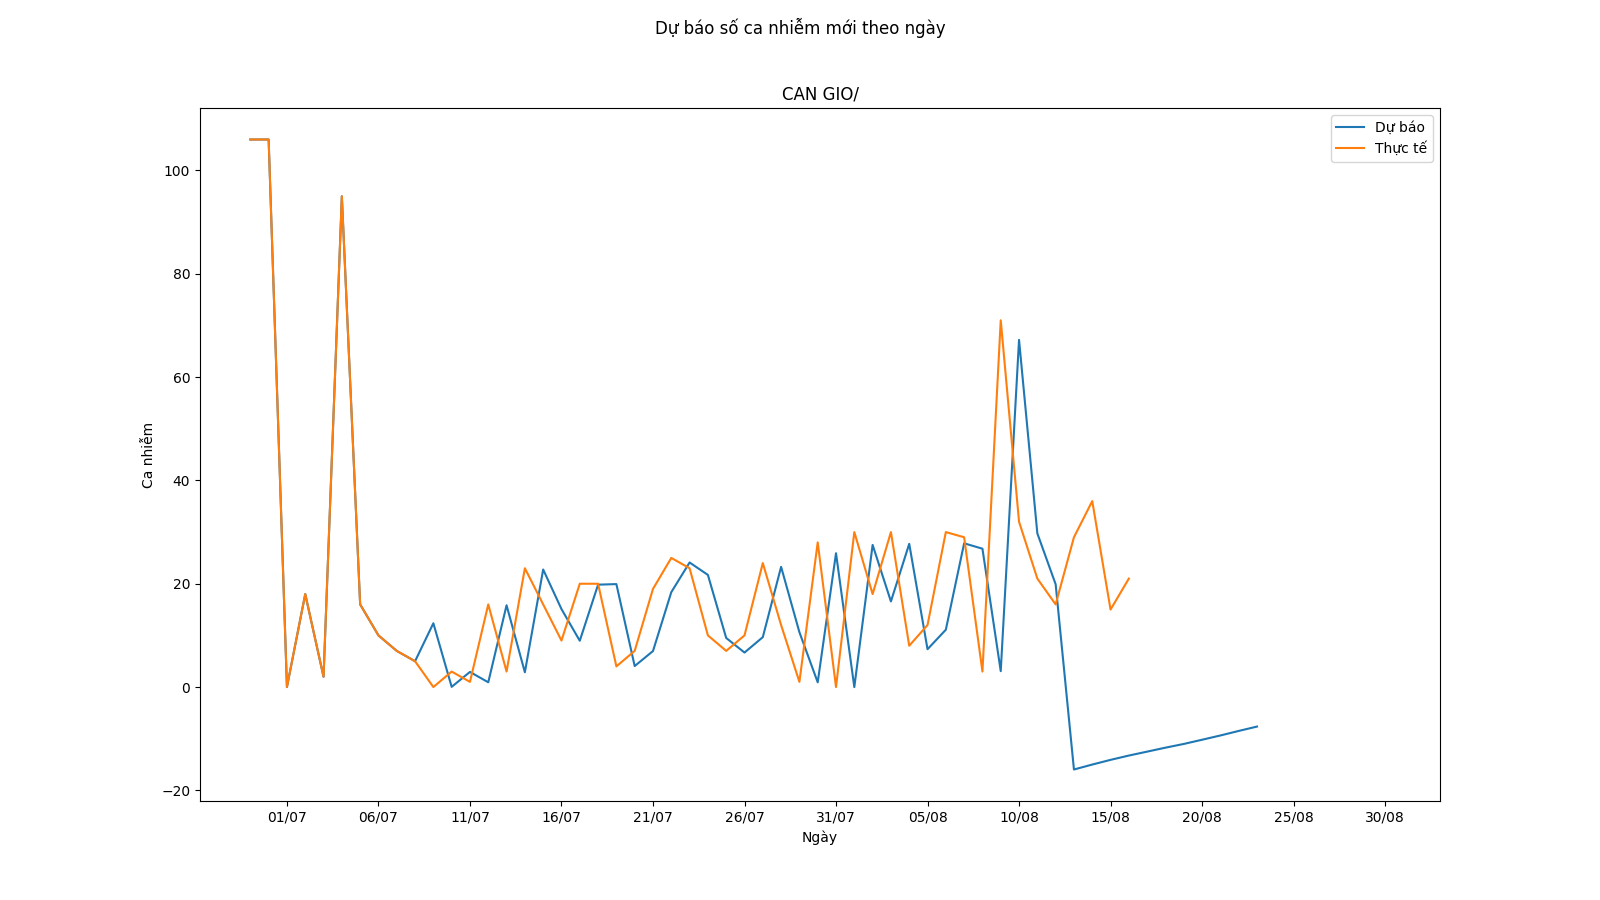 Dự báo số ca nhiễm mới theo ngày
CAN GIO/
Dự báo
Thực tế
Ca nhiễm
100
80
60
40
20
0
−20
01/07 06/07 11/07 16/07 21/07 26/07 31/07 05/08 10/08 15/08 20/08 25/08 30/08
Ngày